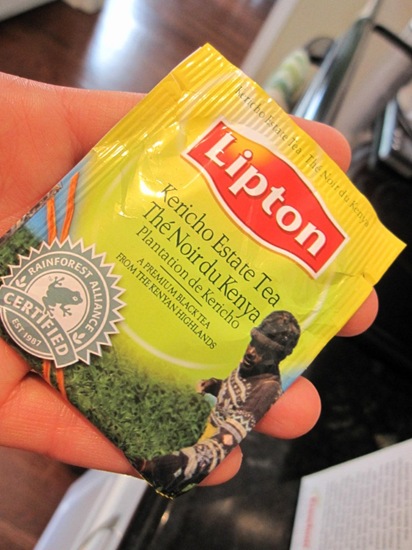 Kericho Estate Tea Thé Noir du Kenya
Lipton
Kericho Estate Tea
Thé Noir du Kenya
Plantation de Kericho
A PREMIUM BLACK TEA
FROM THE KENYAN HIGHLANDS
RAINFOREST ALLIANCE
CERTIFIED
EST. 1987